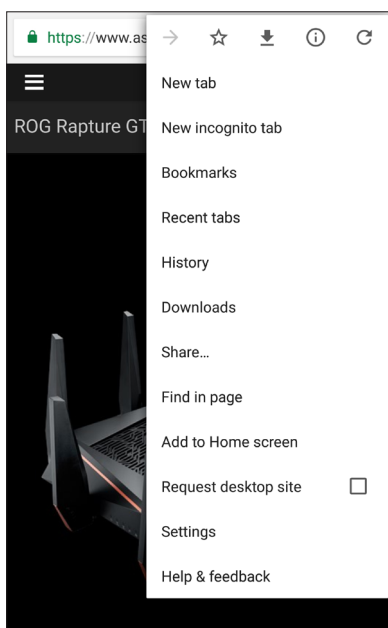 https://www.as
New tab
ROG Rapture GT
New incognito tab
Bookmarks
Recent tabs
History
Downloads
Share...
Find in page
Add to Home screen
Request desktop site
Settings
Help & feedback